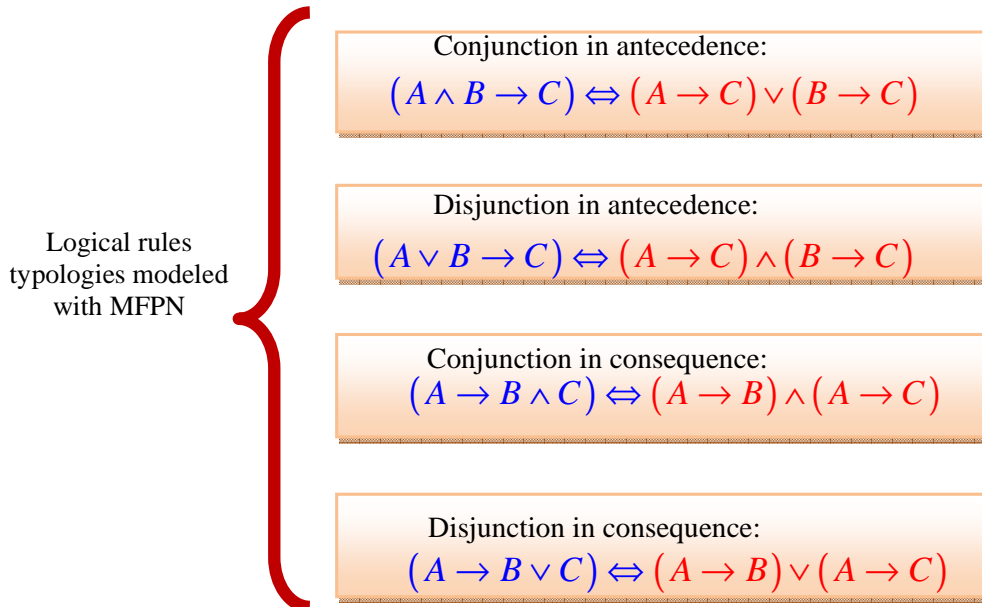 Logical rules
typologies modeled
with MFPN
Conjunction in antecedence:
(A ∧ B → C) ⇔ (A → C) ∨ (B → C)
Disjunction in antecedence:
(A ∨ B → C) ⇔ (A → C) ∧ (B → C)
Conjunction in consequence:
(A → B ∧ C) ⇔ (A → B) ∧ (A → C)
Disjunction in consequence:
(A → B ∨ C) ⇔ (A → B) ∨ (A → C)